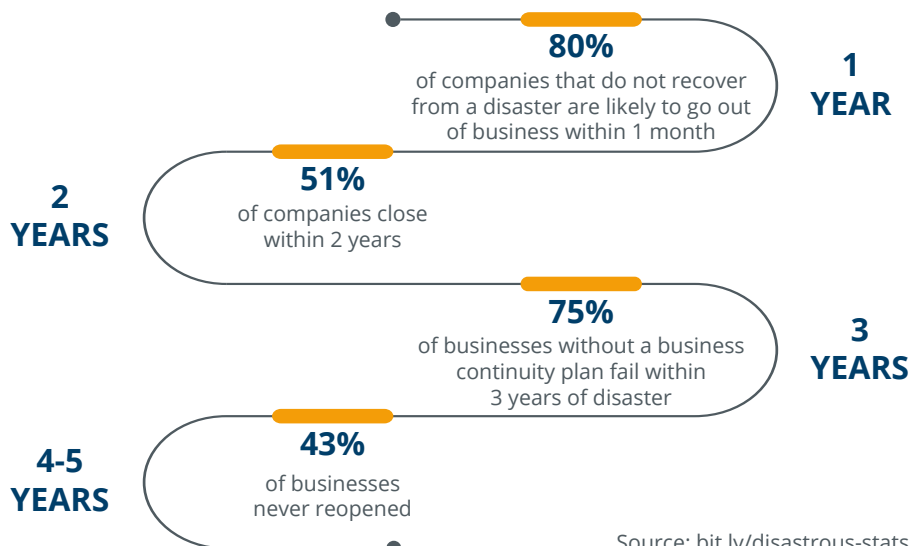 80%
of companies that do not recover
from a disaster are likely to go out
of business within 1 month
1
YEAR
51%
of companies close
within 2 years
2
YEARS
75%
of businesses without a business
continuity plan fail within
3 years of disaster
3
YEARS
43%
of businesses
never reopened
4-5
YEARS
Source: bit.ly/disastrous-stats